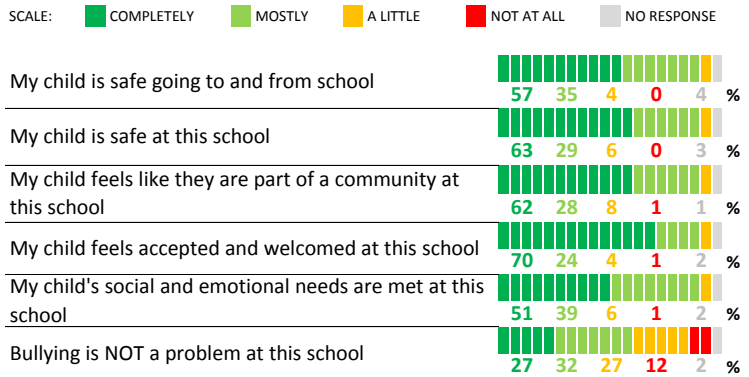 SCALE: COMPLETELY MOSTLY A LITTLE NOT AT ALL NO RESPONSE
My child is safe going to and from school
57 35 4 0 4 %
My child is safe at this school
63 29 6 0 3 %
My child feels like they are part of a community at
this school
62 28 8 1 1 %
My child feels accepted and welcomed at this school
70 24 4 1 2 %
My child's social and emotional needs are met at this
school
51 39 6 1 2 %
Bullying is NOT a problem at this school
27 32 27 12 2 %